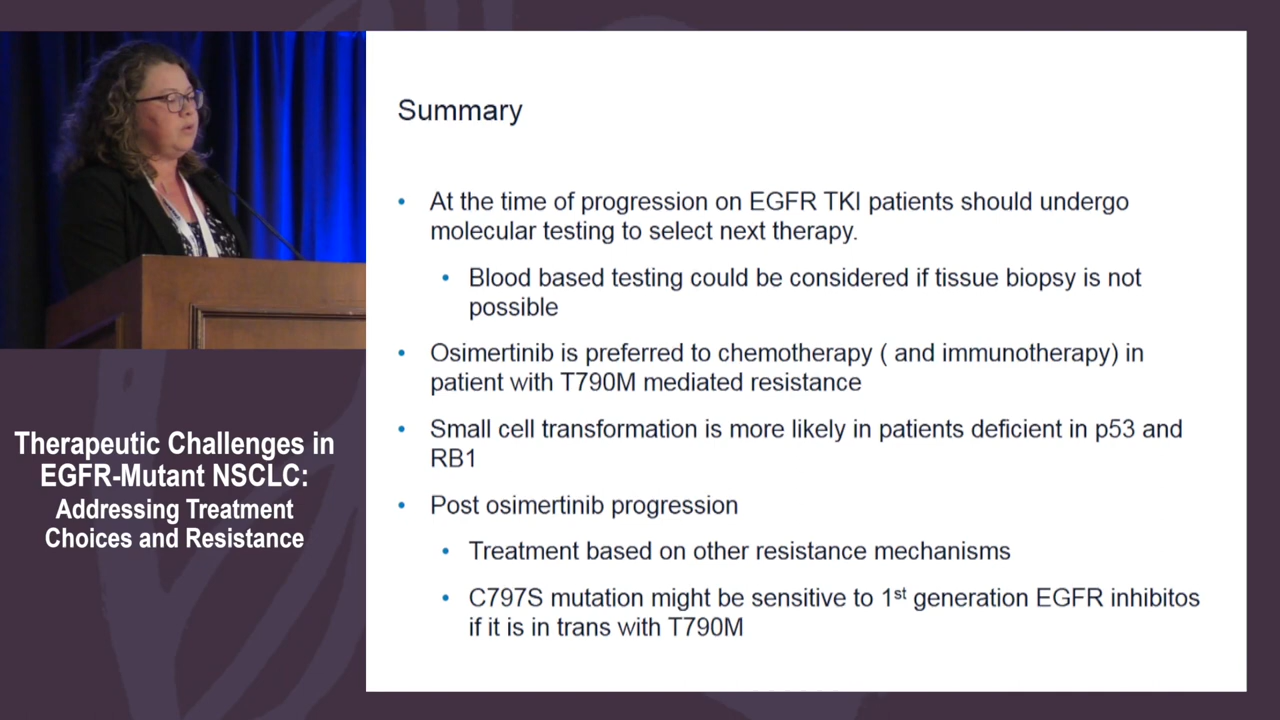 Summary
• At the time of progression on EGFR TKI patients should undergo
molecular testing to select next therapy.
• Blood based testing could be considered if tissue biopsy is not
possible
• Osimertinib is preferred to chemotherapy ( and immunotherapy) in
patient with T790M mediated resistance
• Small cell transformation is more likely in patients deficient in p53 and
RB1
• Post osimertinib progression
• Treatment based on other resistance mechanisms
• C797S mutation might be sensitive to 1st generation EGFR inhibitos
if it is in trans with T790M
Therapeutic Challenges in
EGFR-Mutant NSCLC:
Addressing Treatment
Choices and Resistance